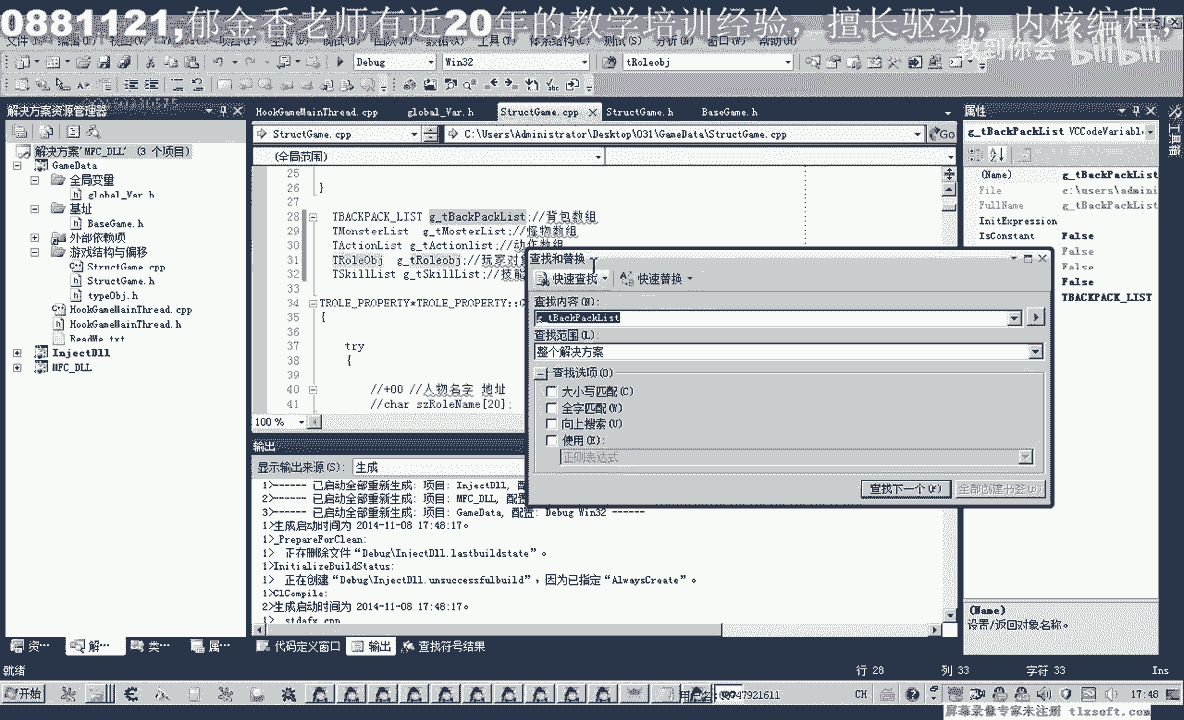 0881121,郁金香老师有近20年的教学培训经验，擅长驱动，内核编程，
教到你会
bilibili
Debug
Win32
tRoleobj
解决方案资源管理器
解决方案'MFC_DLL' (3 个项目)
GameData
全局变量
global_Var.h
基址
BaseGame.h
外部依赖项
游戏结构与偏移
StructGame.cpp
StructGame.h
typeObj.h
HookGameMainThread.cpp
HookGameMainThread.h
ReadMe.txt
InjectDll
MFC_DLL
HookGameMainThread.cpp
global_Var.h
StructGame.cpp
StructGame.h
BaseGame.h
StructGame.cpp
C:\Users\Administrator\Desktop\031\GameData\StructGame.cpp
Go
(全局范围)
25
26 }
27
28 TBACKPACK_LIST g_tBackPackList;//背包数组
29 TMonsterList g_tMosterList;//怪物数组
30 TActionList g_tActionlist;//动作数组
31 TRoleObj g_tRoleobj;//玩家对
32 TSkillList g_tSkillList;//技能
33
34 TROLE_PROPERTY*TROLE_PROPERTY::G
35 {
36
37 try
38 {
39
40 //+00 //人物名字 地址
41 //char szRoleName[20];
100 %
查找和替换
快速查找
快速替换
查找内容(N):
g_tBackPackList
查找范围(L):
整个解决方案
查找选项(O)
大小写匹配(C)
全字匹配(W)
向上搜索(U)
使用(E):
正则表达式
查找下一个(F)
全部创建书签(B)
输出
显示输出来源(S): 生成
1>------ 已启动全部重新生成: 项目: InjectDll, 配
2>------ 已启动全部重新生成: 项目: MFC_DLL, 配置
3>------ 已启动全部重新生成: 项目: GameData, 配置: Debug Win32 ------
1>生成启动时间为 2014-11-08 17:48:17。
1>_PrepareForClean:
1> 正在删除文件“Debug\InjectDll.lastbuildstate”。
1>InitializeBuildStatus:
1> 正在创建“Debug\InjectDll.unsuccessfulbuild”，因为已指定“AlwaysCreate”。
1>ClCompile:
2>生成启动时间为 2014-11-08 17:48:17。
1> stdafx.cpp
代码定义窗口
输出
查找符号结果
资…
解…
类…
属…
属性
g_tBackPackList VCCodeVariabl
(Name) g_tBackPackList
File c:\users\admini
FullName g_tBackPackList
InitExpression
IsConstant False
False
False
False
TBACKPACK_LIST
(Name)
设置/返回对象名称。
工具箱
就绪
行 28
列 33
字符 33
Ins
开始
CH
17:48
屏幕录像专家未注册 tlxsoft.com